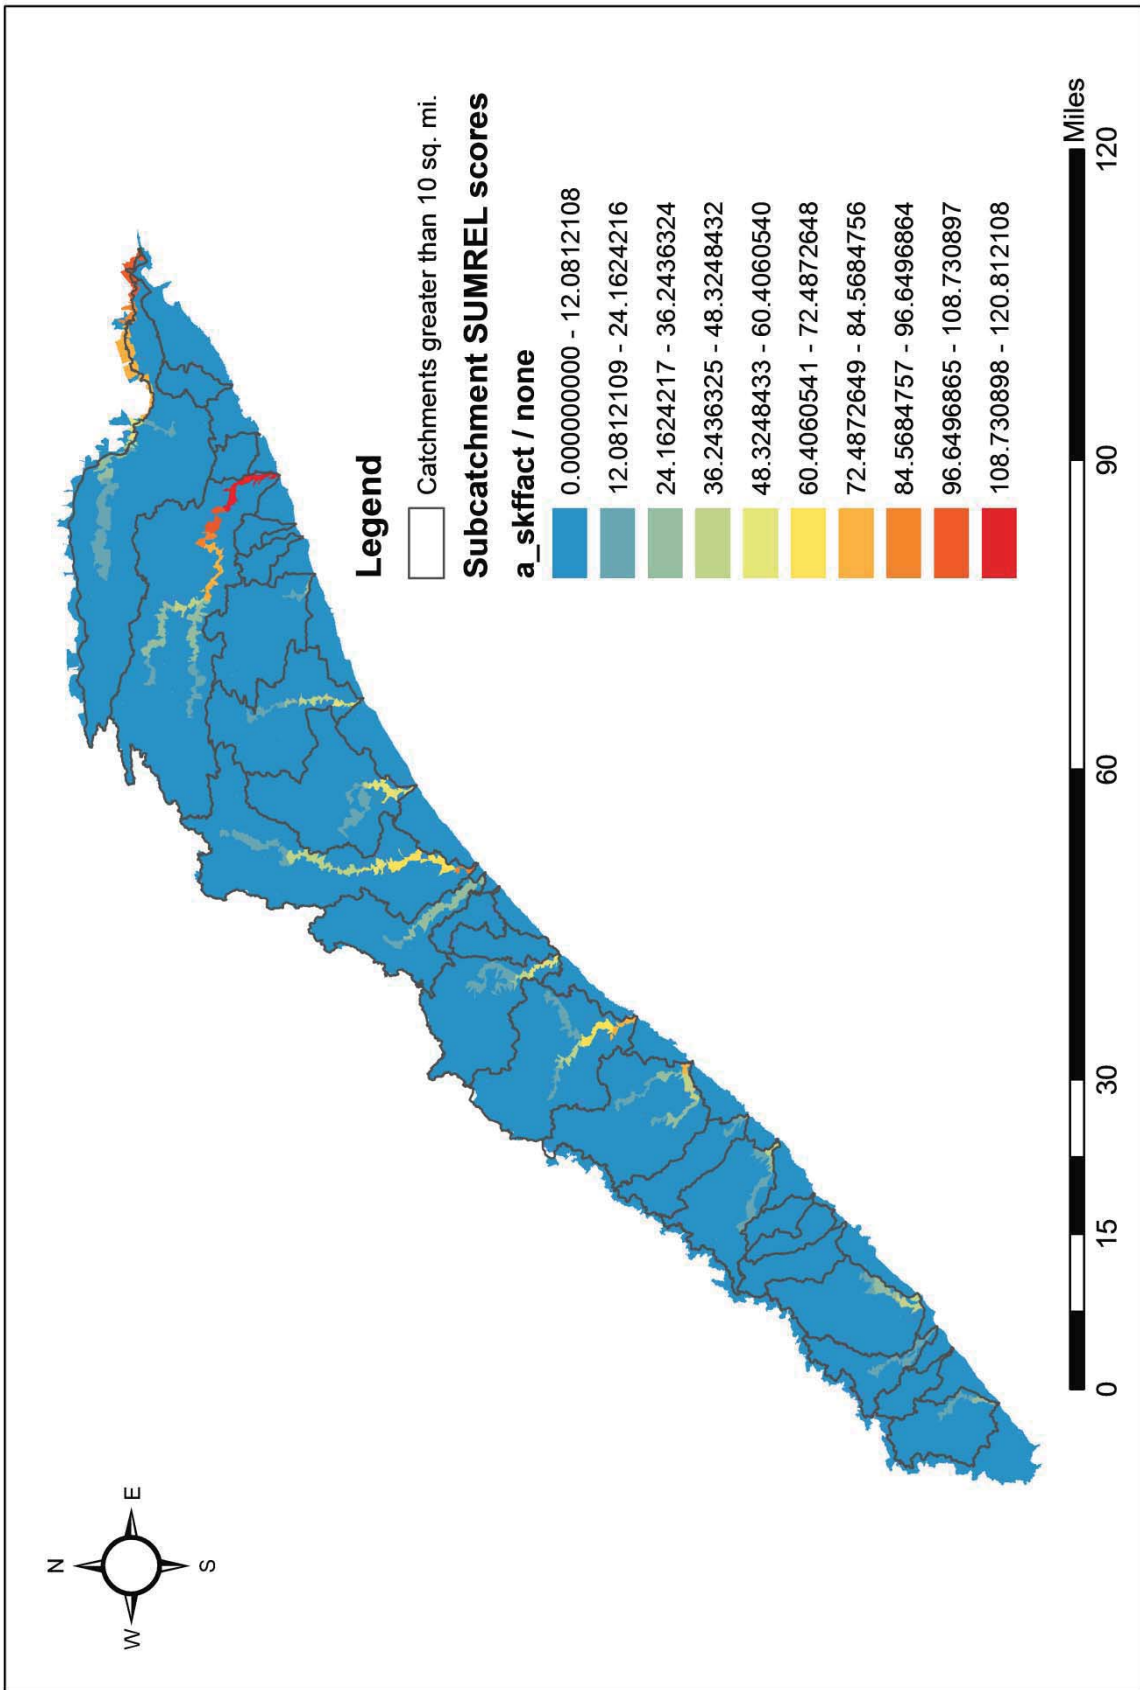 N
W
E
S
Legend
Catchments greater than 10 sq. mi.
Subcatchment SUMREL scores
a_skffact / none
0.00000000 - 12.0812108
12.0812109 - 24.1624216
24.1624217 - 36.2436324
36.2436325 - 48.3248432
48.3248433 - 60.4060540
60.4060541 - 72.4872648
72.4872649 - 84.5684756
84.5684757 - 96.6496864
96.6496865 - 108.730897
108.730898 - 120.812108
Miles
0 15 30 60 90 120